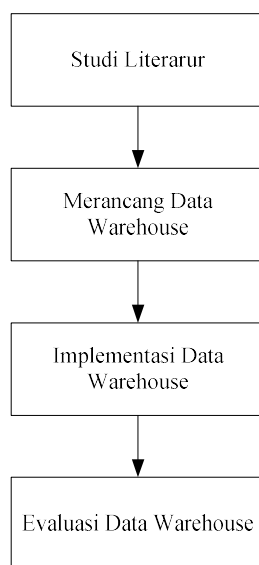 Studi Literarur
Merancang Data
Warehouse
Implementasi Data
Warehouse
Evaluasi Data Warehouse